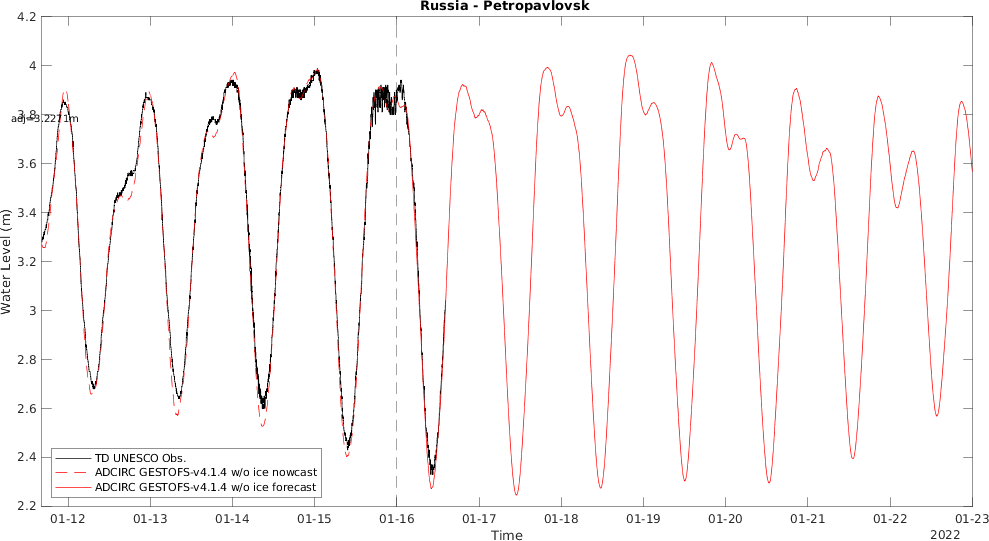 Russia - Petropavlovsk
4.2
4
3.8
adj=3.2271m
3.6
3.4
3.2
3
2.8
2.6
2.4
2.2
Water Level (m)
TD UNESCO Obs.
ADCIRC GESTOFS-v4.1.4 w/o ice nowcast
ADCIRC GESTOFS-v4.1.4 w/o ice forecast
01-12 01-13 01-14 01-15 01-16 01-17 01-18 01-19 01-20 01-21 01-22 01-23
Time
2022